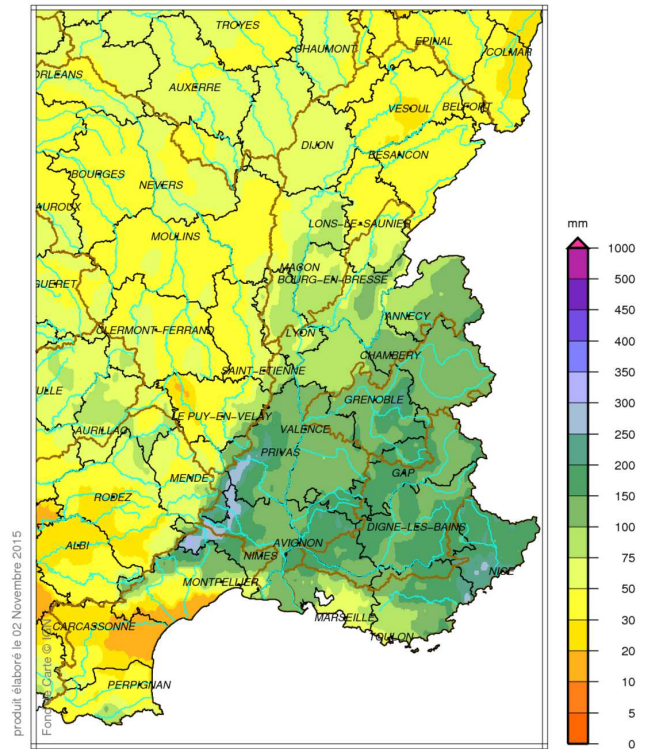 TROYES
CHAUMONT
EPINAL
COLMAR
ORLEANS
AUXERRE
VESOUL
BELFORT
DIJON
BESANCON
BOURGES
NEVERS
AUROUX
LONS-LE-SAUNIER
MOULINS
mm
MACON
BOURG-EN-BRESSE
GUERET
1000
500
ANNECY
450
CLERMONT-FERRAND
LYON
400
CHAMBERY
350
SAINT-ETIENNE
ULLE
GRENOBLE
300
LE PUY-EN-VELAY
AURILLAC
VALENCE
250
PRIVAS
200
MENDE
GAP
150
RODEZ
100
DIGNE-LES-BAINS
ALBI
AVIGNON
75
NIMES
NICE
MONTPELLIER
50
MARSEILLE
30
CARCASSONNE
TOULON
20
PERPIGNAN
10
5
0
produit élaboré le 02 Novembre 2015
Fond de Carte © IGN